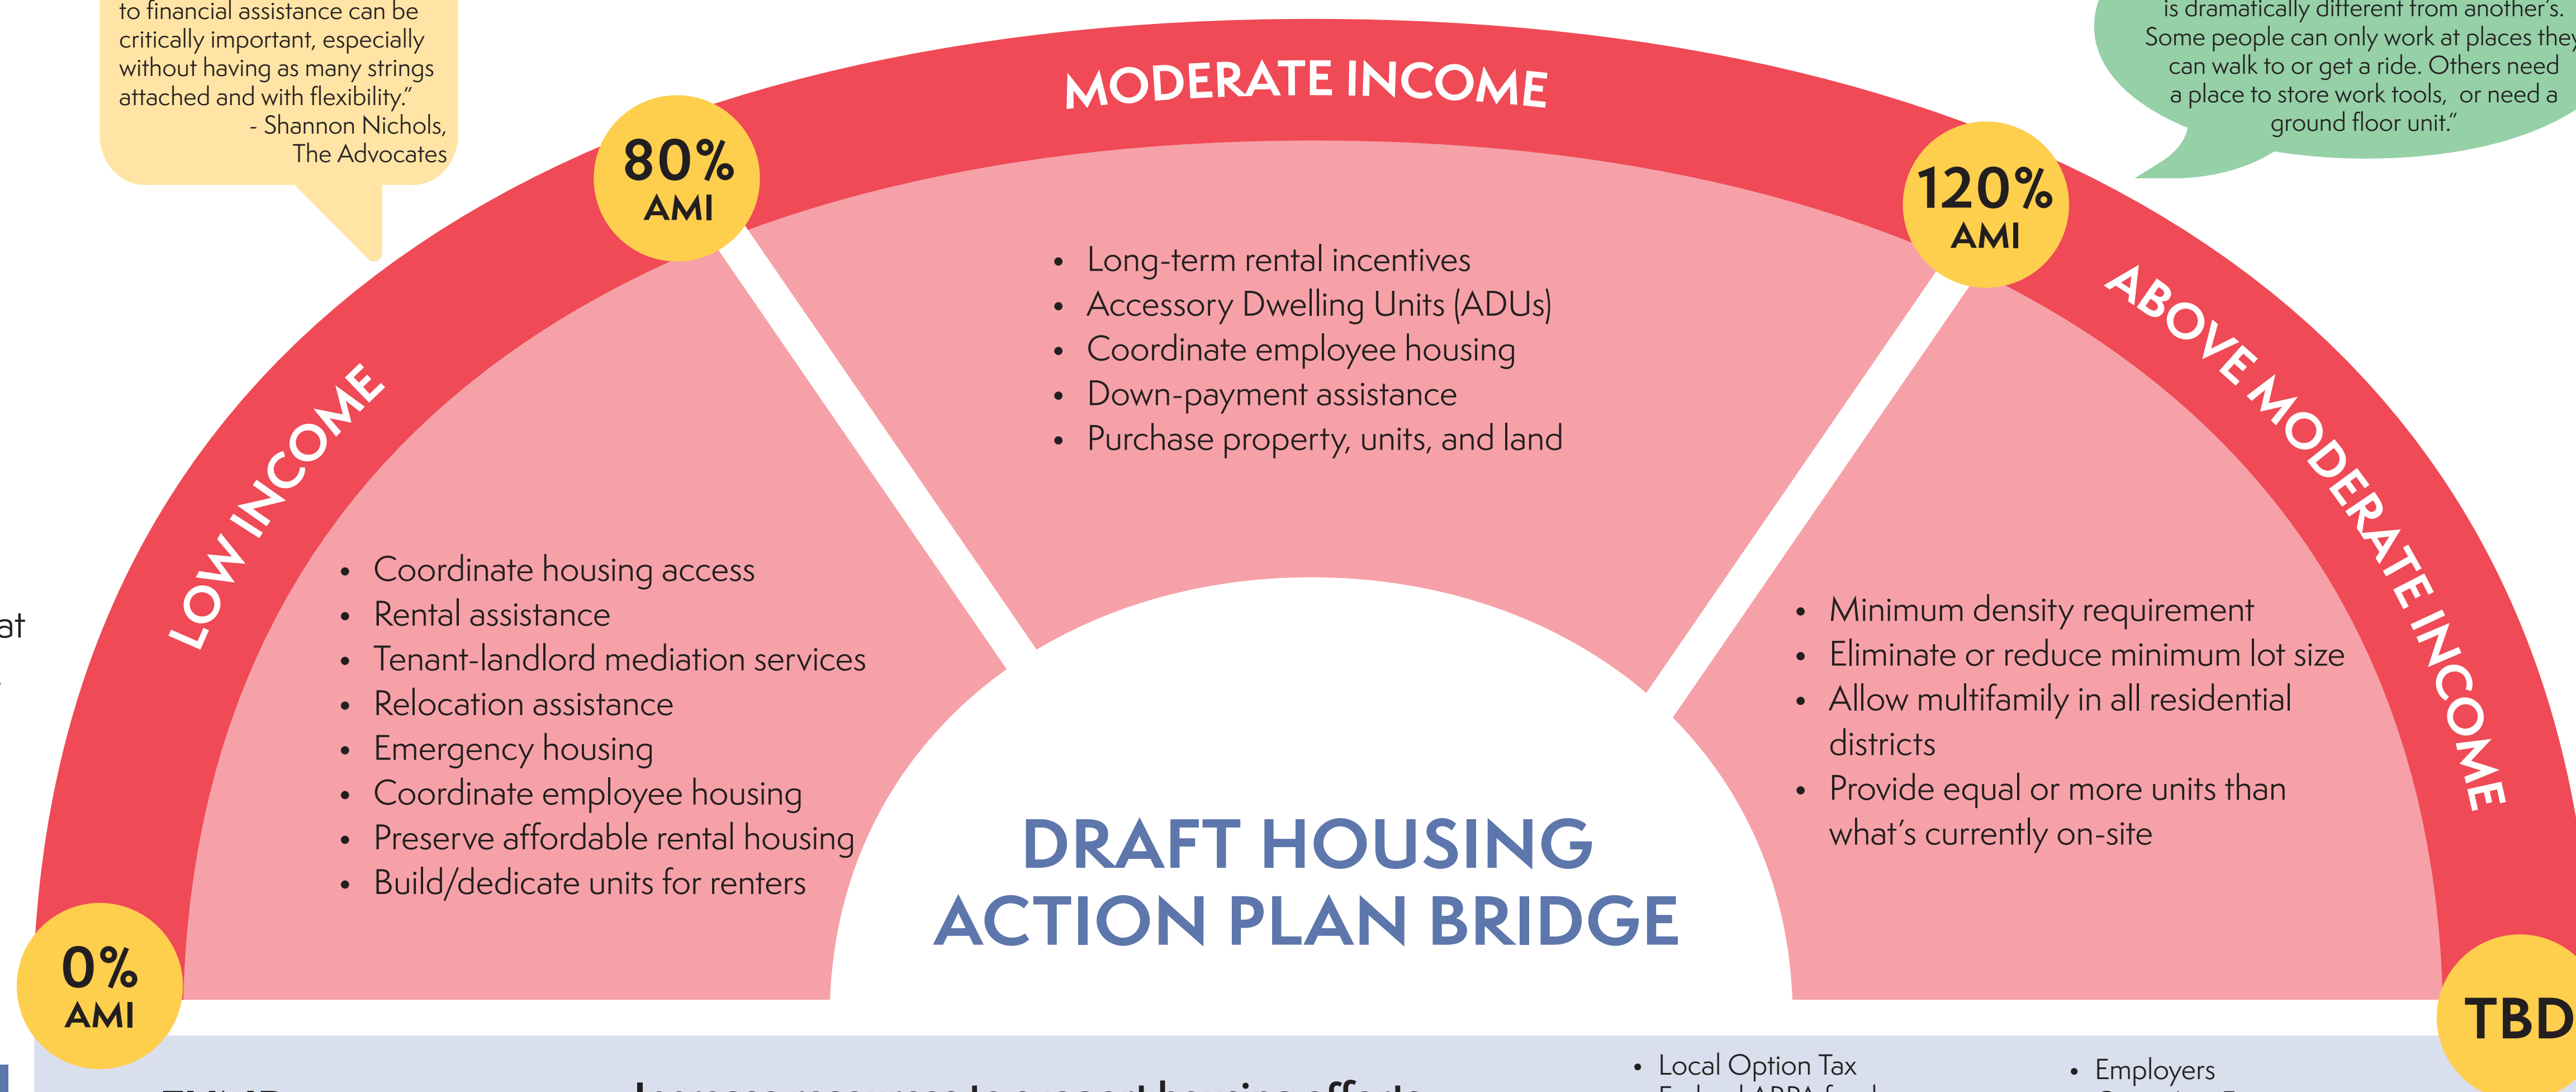 to financial assistance can be
critically important, especially
without having as many strings
attached and with flexibility.”
- Shannon Nichols,
The Advocates
is dramatically different from another’s.
Some people can only work at places they
can walk to or get a ride. Others need
a place to store work tools, or need a
ground floor unit.”
MODERATE INCOME
80%
AMI
120%
AMI
• Long-term rental incentives
• Accessory Dwelling Units (ADUs)
• Coordinate employee housing
• Down-payment assistance
• Purchase property, units, and land
LOW INCOME
• Coordinate housing access
• Rental assistance
• Tenant-landlord mediation services
• Relocation assistance
• Emergency housing
• Coordinate employee housing
• Preserve affordable rental housing
• Build/dedicate units for renters
ABOVE MODERATE INCOME
• Minimum density requirement
• Eliminate or reduce minimum lot size
• Allow multifamily in all residential
districts
• Provide equal or more units than
what’s currently on-site
at
DRAFT HOUSING
ACTION PLAN BRIDGE
0%
AMI
TBD
Increase resources to support housing efforts
• Local Option Tax
• Employers